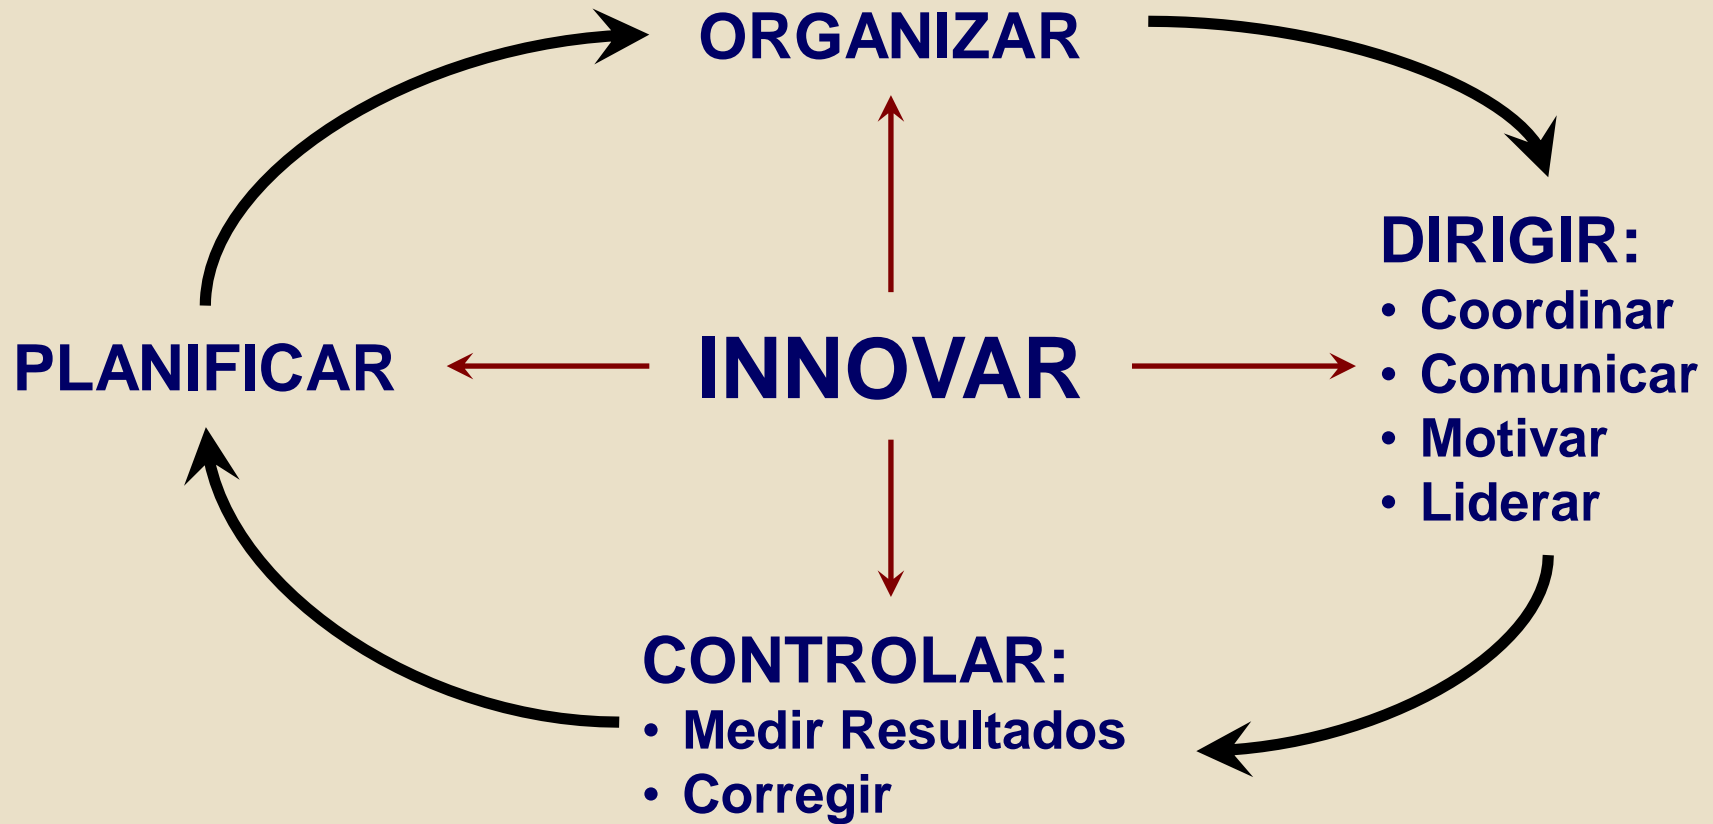 ORGANIZAR
DIRIGIR:
• Coordinar
• Comunicar
• Motivar
• Liderar
PLANIFICAR
INNOVAR
CONTROLAR:
• Medir Resultados
• Corregir